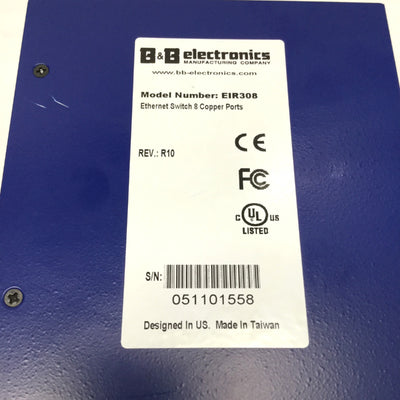 B&B electronics
MANUFACTURING COMPANY
www.bb-electronics.com
Model Number: EIR308
Ethernet Switch 8 Copper Ports
CE
REV.: R10
FC
C UL US
LISTED
S/N:
051101558
Designed In US. Made In Taiwan